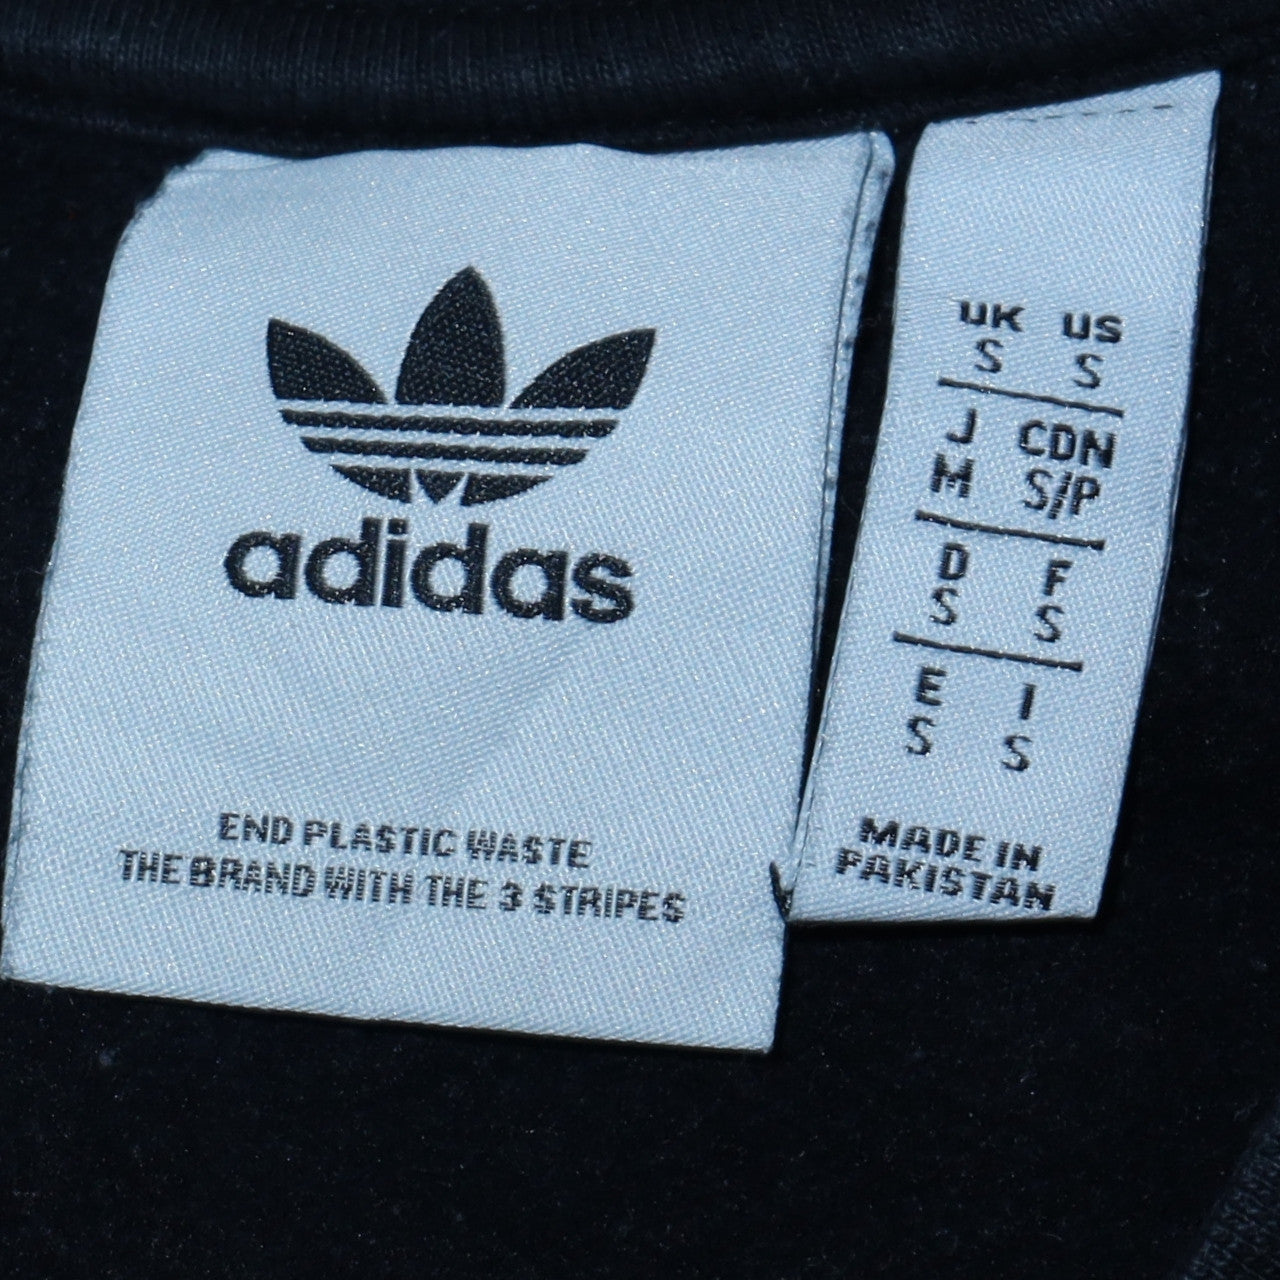 adidas
END PLASTIC WASTE
THE BRAND WITH THE 3 STRIPES
UK US
S S
J CDN
M S/P
D F
S S
E I
S S
MADE IN
PAKISTAN